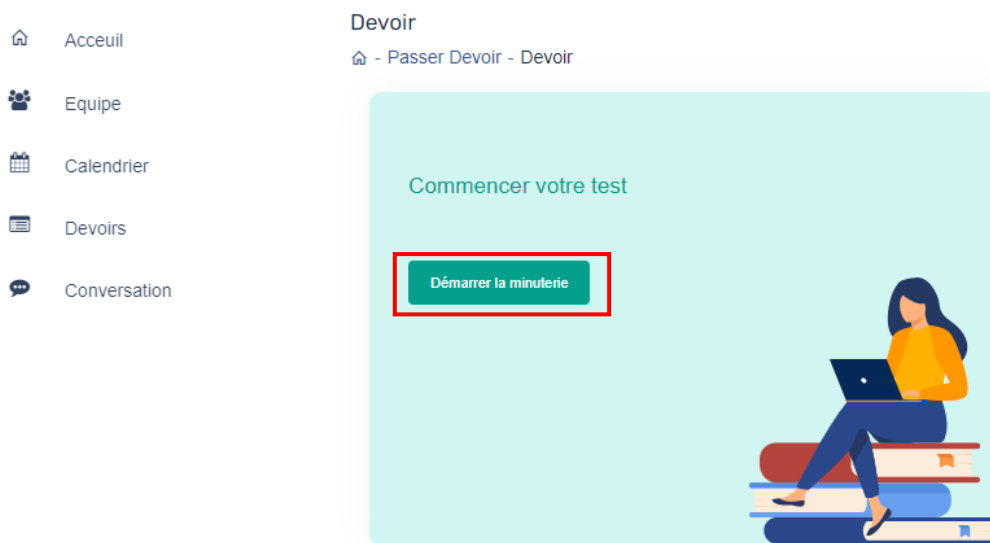 Acceuil
Equipe
Calendrier
Devoirs
Conversation
Devoir
- Passer Devoir - Devoir
Commencer votre test
Démarrer la minuterie